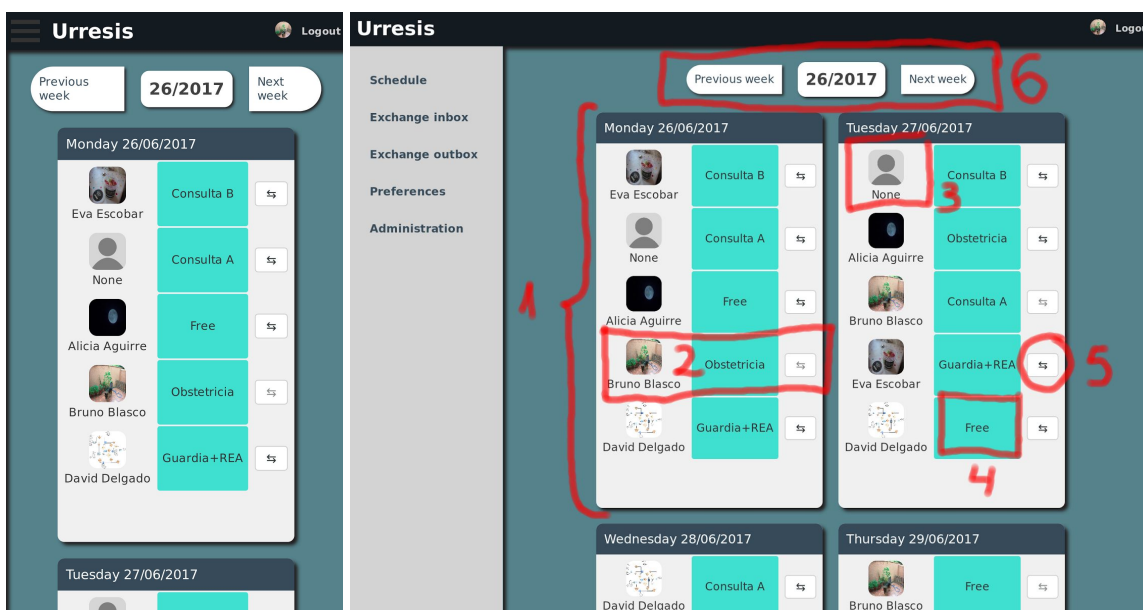 Urresis
Logout
Previous
week
26/2017
Next
week
Monday 26/06/2017
Eva Escobar
Consulta B
⇆
None
Consulta A
⇆
Alicia Aguirre
Free
⇆
Bruno Blasco
Obstetricia
⇆
David Delgado
Guardia+REA
⇆
Tuesday 27/06/2017
Urresis
Logou
Schedule
Exchange inbox
Exchange outbox
Preferences
Administration
Previous week
26/2017
Next week
6
1
Monday 26/06/2017
Eva Escobar
Consulta B
⇆
None
Consulta A
⇆
Alicia Aguirre
Free
⇆
Bruno Blasco
2
Obstetricia
⇆
David Delgado
Guardia+REA
⇆
Tuesday 27/06/2017
None
3
Consulta B
⇆
Alicia Aguirre
Obstetricia
⇆
Bruno Blasco
Consulta A
⇆
Eva Escobar
Guardia+REA
⇆
5
David Delgado
Free
⇆
4
Wednesday 28/06/2017
David Delgado
Consulta A
⇆
Thursday 29/06/2017
Bruno Blasco
Free
⇆